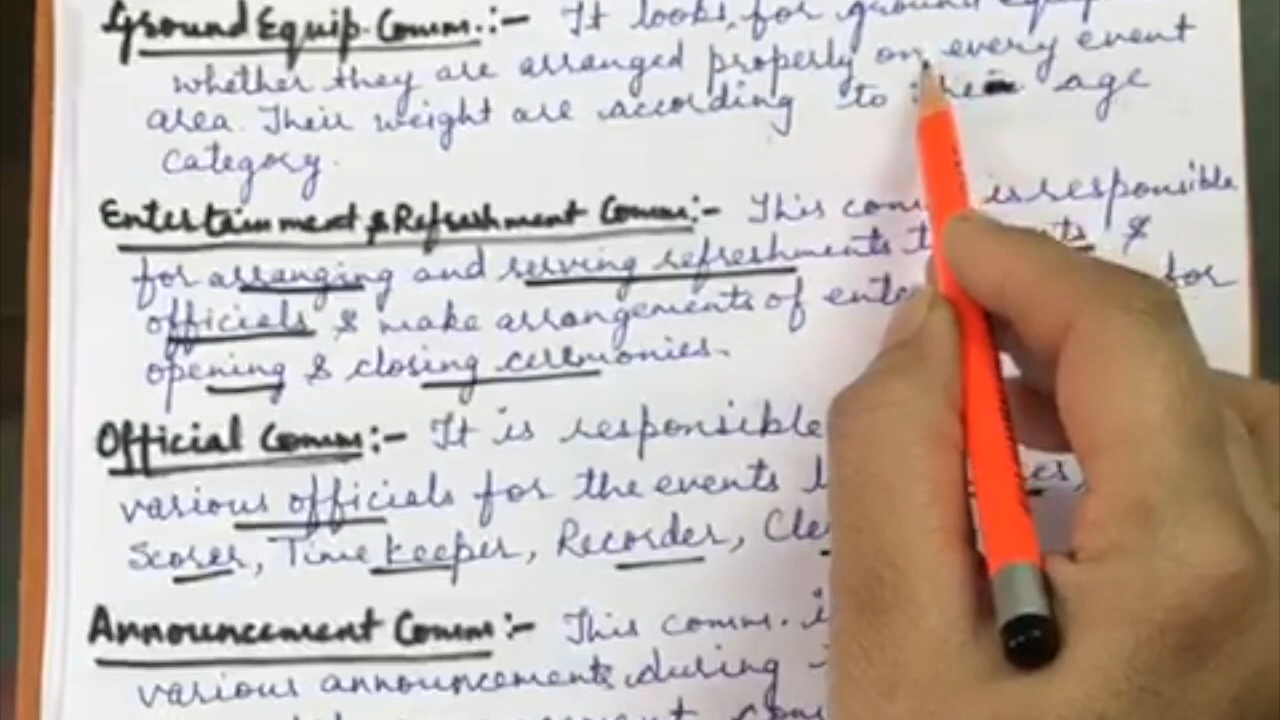 Ground Equip. Comm.:- It looks for ground equip
whether they are arranged properly on every event
area. Their weight are according to age
category.
Entertainment & Refreshment Comm:- This is responsible
for arranging and serving refreshments &
officials & make arrangements of for
opening & closing ceremonies.
Official Comm:- It is responsible
various officials for the events
Scorer, Time keeper, Recorder,
Announcement Comm:- This comm.
various announcements during